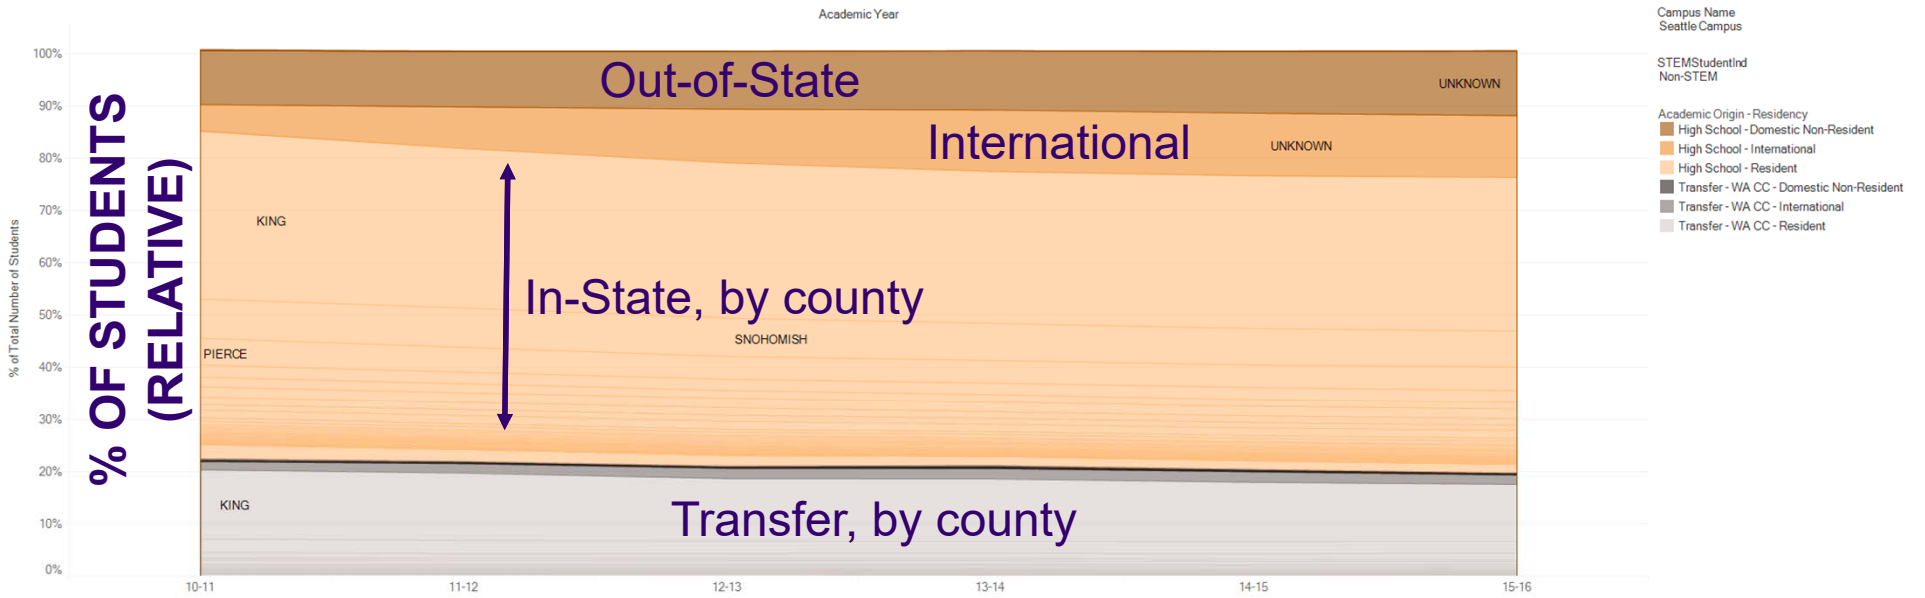 Academic Year
Campus Name
Seattle Campus
STEMStudentInd
Non-STEM
Academic Origin - Residency
High School - Domestic Non-Resident
High School - International
High School - Resident
Transfer - WA CC - Domestic Non-Resident
Transfer - WA CC - International
Transfer - WA CC - Resident
% of Total Number of Students
% OF STUDENTS
(RELATIVE)
100%
90%
80%
70%
60%
50%
40%
30%
20%
10%
0%
Out-of-State
UNKNOWN
International
UNKNOWN
KING
In-State, by county
SNOHOMISH
PIERCE
KING
Transfer, by county
10-11
11-12
12-13
13-14
14-15
15-16